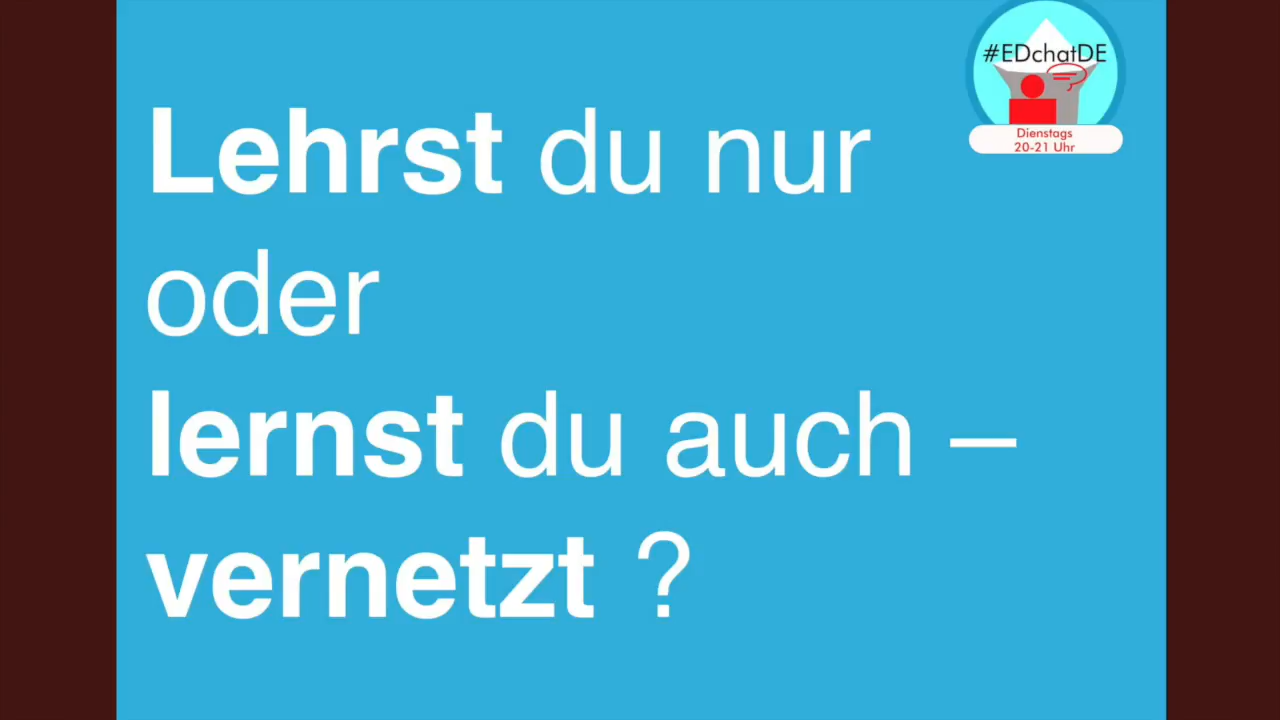 #EDchatDE
Dienstags
20-21 Uhr
Lehrst du nur
oder
lernst du auch –
vernetzt ?